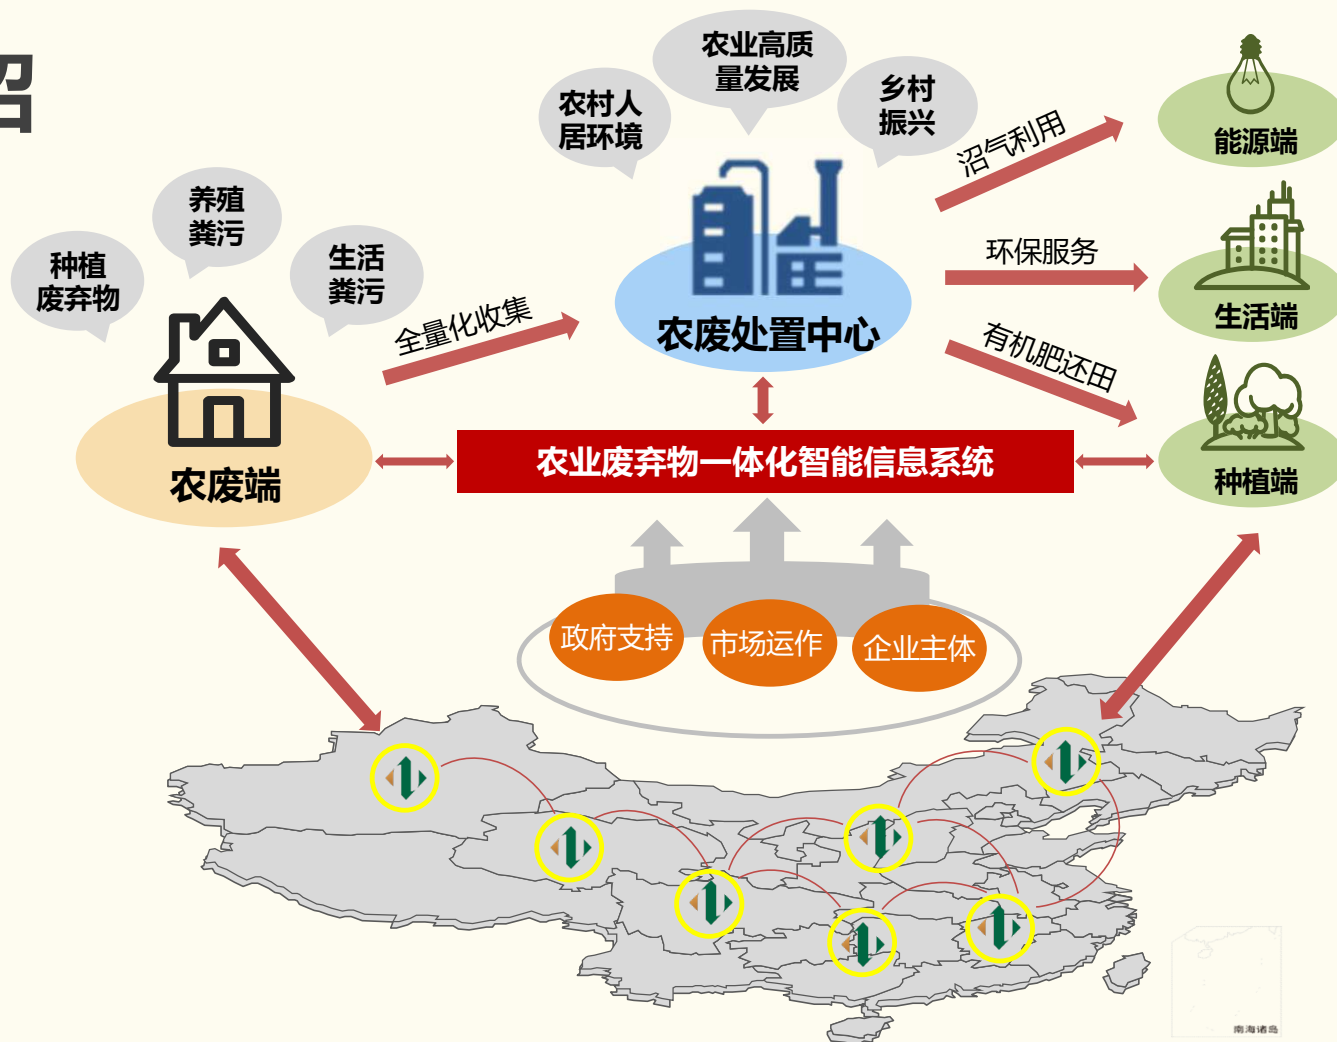 绍
农业高质
量发展
农村人
居环境
乡村
振兴
沼气利用
能源端
养殖
粪污
种植
废弃物
生活
粪污
环保服务
生活端
全量化收集
农废处置中心
有机肥还田
农废端
农业废弃物一体化智能信息系统
种植端
政府支持
市场运作
企业主体
南海诸岛